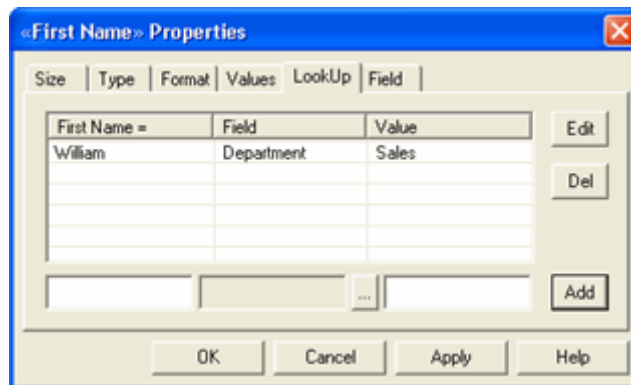 «First Name» Properties
Size Type Format Values LookUp Field
First Name = Field Value
William Department Sales
Edit
Del
... Add
OK Cancel Apply Help